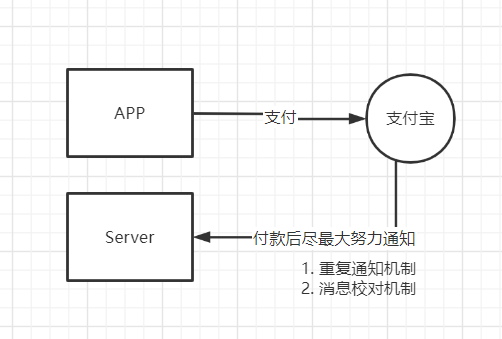 APP
支付
支付宝
Server
付款后尽最大努力通知
1. 重复通知机制
2. 消息校对机制